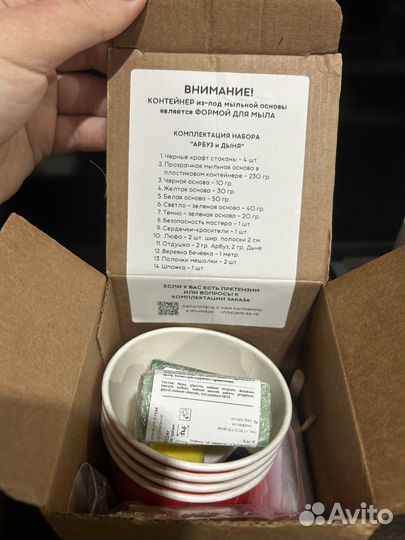 ВНИМАНИЕ!
КОНТЕЙНЕР из-под мыльной основы
является ФОРМОЙ ДЛЯ МЫЛА
КОМПЛЕКТАЦИЯ НАБОРА
"АРБУЗ и ДЫНЯ"
1. Черные крафт стаканы - 4 шт.
2. Прозрачная мыльная основа в
пластиковом контейнере - 230 гр.
3. Черная основа - 10 гр.
4. Желтая основа - 30 гр.
5. Белая основа - 50 гр.
6. Светло - зеленая основа - 40 гр.
7. Темно - зеленая основа - 20 гр.
8. Безопасность мастера - 1 шт.
9. Сердечки-красители - 1 шт.
10. Люфа - 2 шт. шир. полоски 2 см.
11. Отдушка - 2 гр. Арбуз, 2 гр. Дыня
12. Веревка бечёвка - 1 метр.
13. Палочки мешалки - 2 шт.
14. Шпажка - 1 шт.
ЕСЛИ У ВАС ЕСТЬ ПРЕТЕНЗИИ
ИЛИ ВОПРОСЫ К
КОМПЛЕКТАЦИИ ЗАКАЗА
ОБРАТИТЕСЬ К НАМ НАПРЯМУЮ
В WhatsApp
Avito